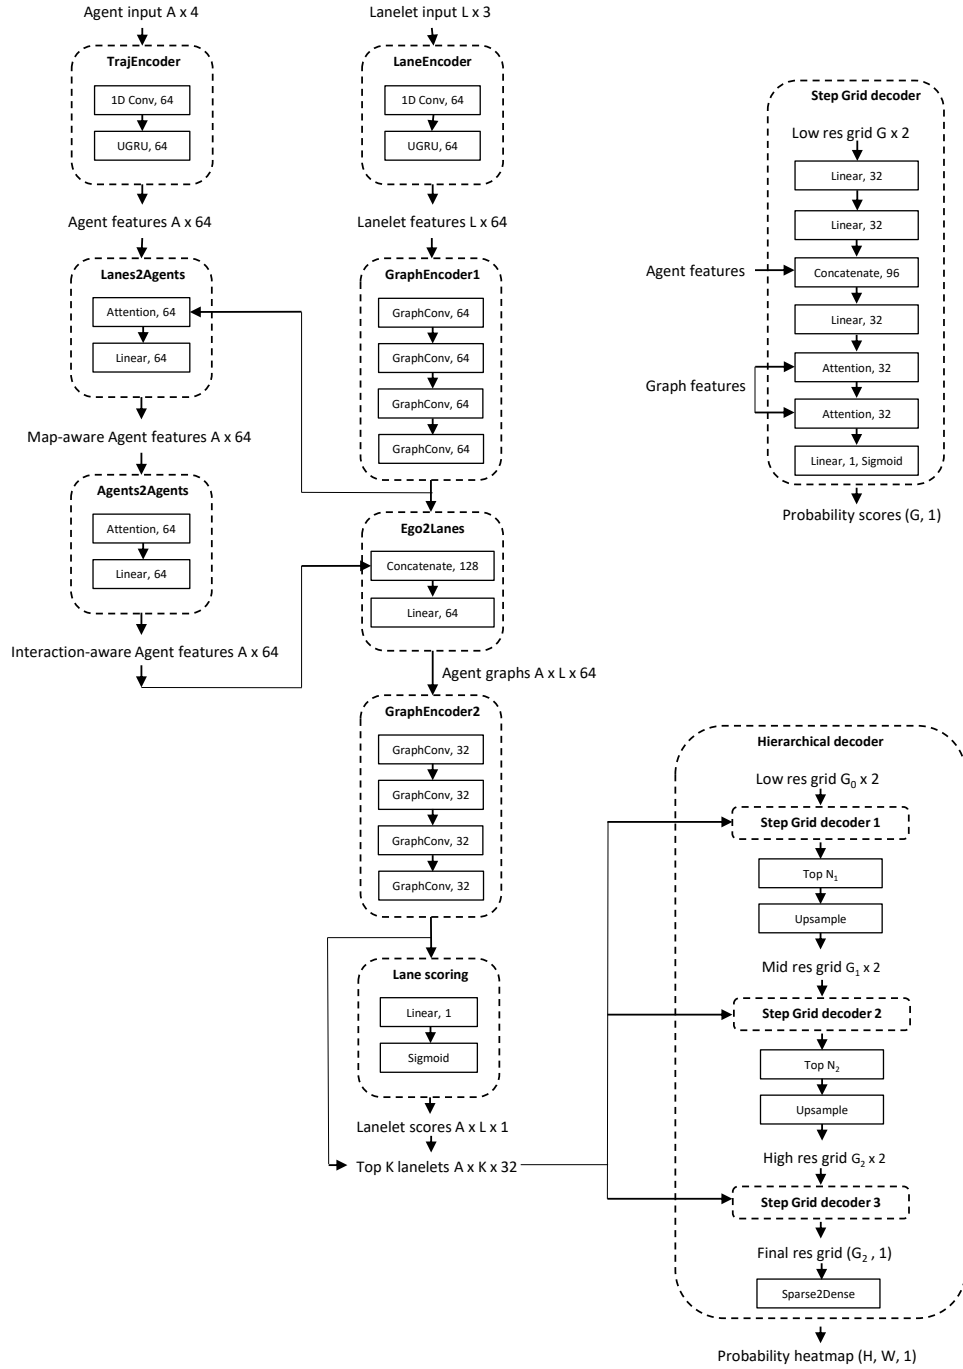 Agent input A x 4
TrajEncoder
1D Conv, 64
UGRU, 64
Agent features A x 64
Lanes2Agents
Attention, 64
Linear, 64
Map-aware Agent features A x 64
Agents2Agents
Attention, 64
Linear, 64
Interaction-aware Agent features A x 64
Lanelet input L x 3
LaneEncoder
1D Conv, 64
UGRU, 64
Lanelet features L x 64
GraphEncoder1
GraphConv, 64
GraphConv, 64
GraphConv, 64
GraphConv, 64
Ego2Lanes
Concatenate, 128
Linear, 64
Agent graphs A x L x 64
GraphEncoder2
GraphConv, 32
GraphConv, 32
GraphConv, 32
GraphConv, 32
Lane scoring
Linear, 1
Sigmoid
Lanelet scores A x L x 1
Top K lanelets A x K x 32
Step Grid decoder
Low res grid G x 2
Linear, 32
Linear, 32
Agent features
Concatenate, 96
Linear, 32
Attention, 32
Graph features
Attention, 32
Linear, 1, Sigmoid
Probability scores (G, 1)
Hierarchical decoder
Low res grid G0 x 2
Step Grid decoder 1
Top N1
Upsample
Mid res grid G1 x 2
Step Grid decoder 2
Top N2
Upsample
High res grid G2 x 2
Step Grid decoder 3
Final res grid (G2 , 1)
Sparse2Dense
Probability heatmap (H, W, 1)